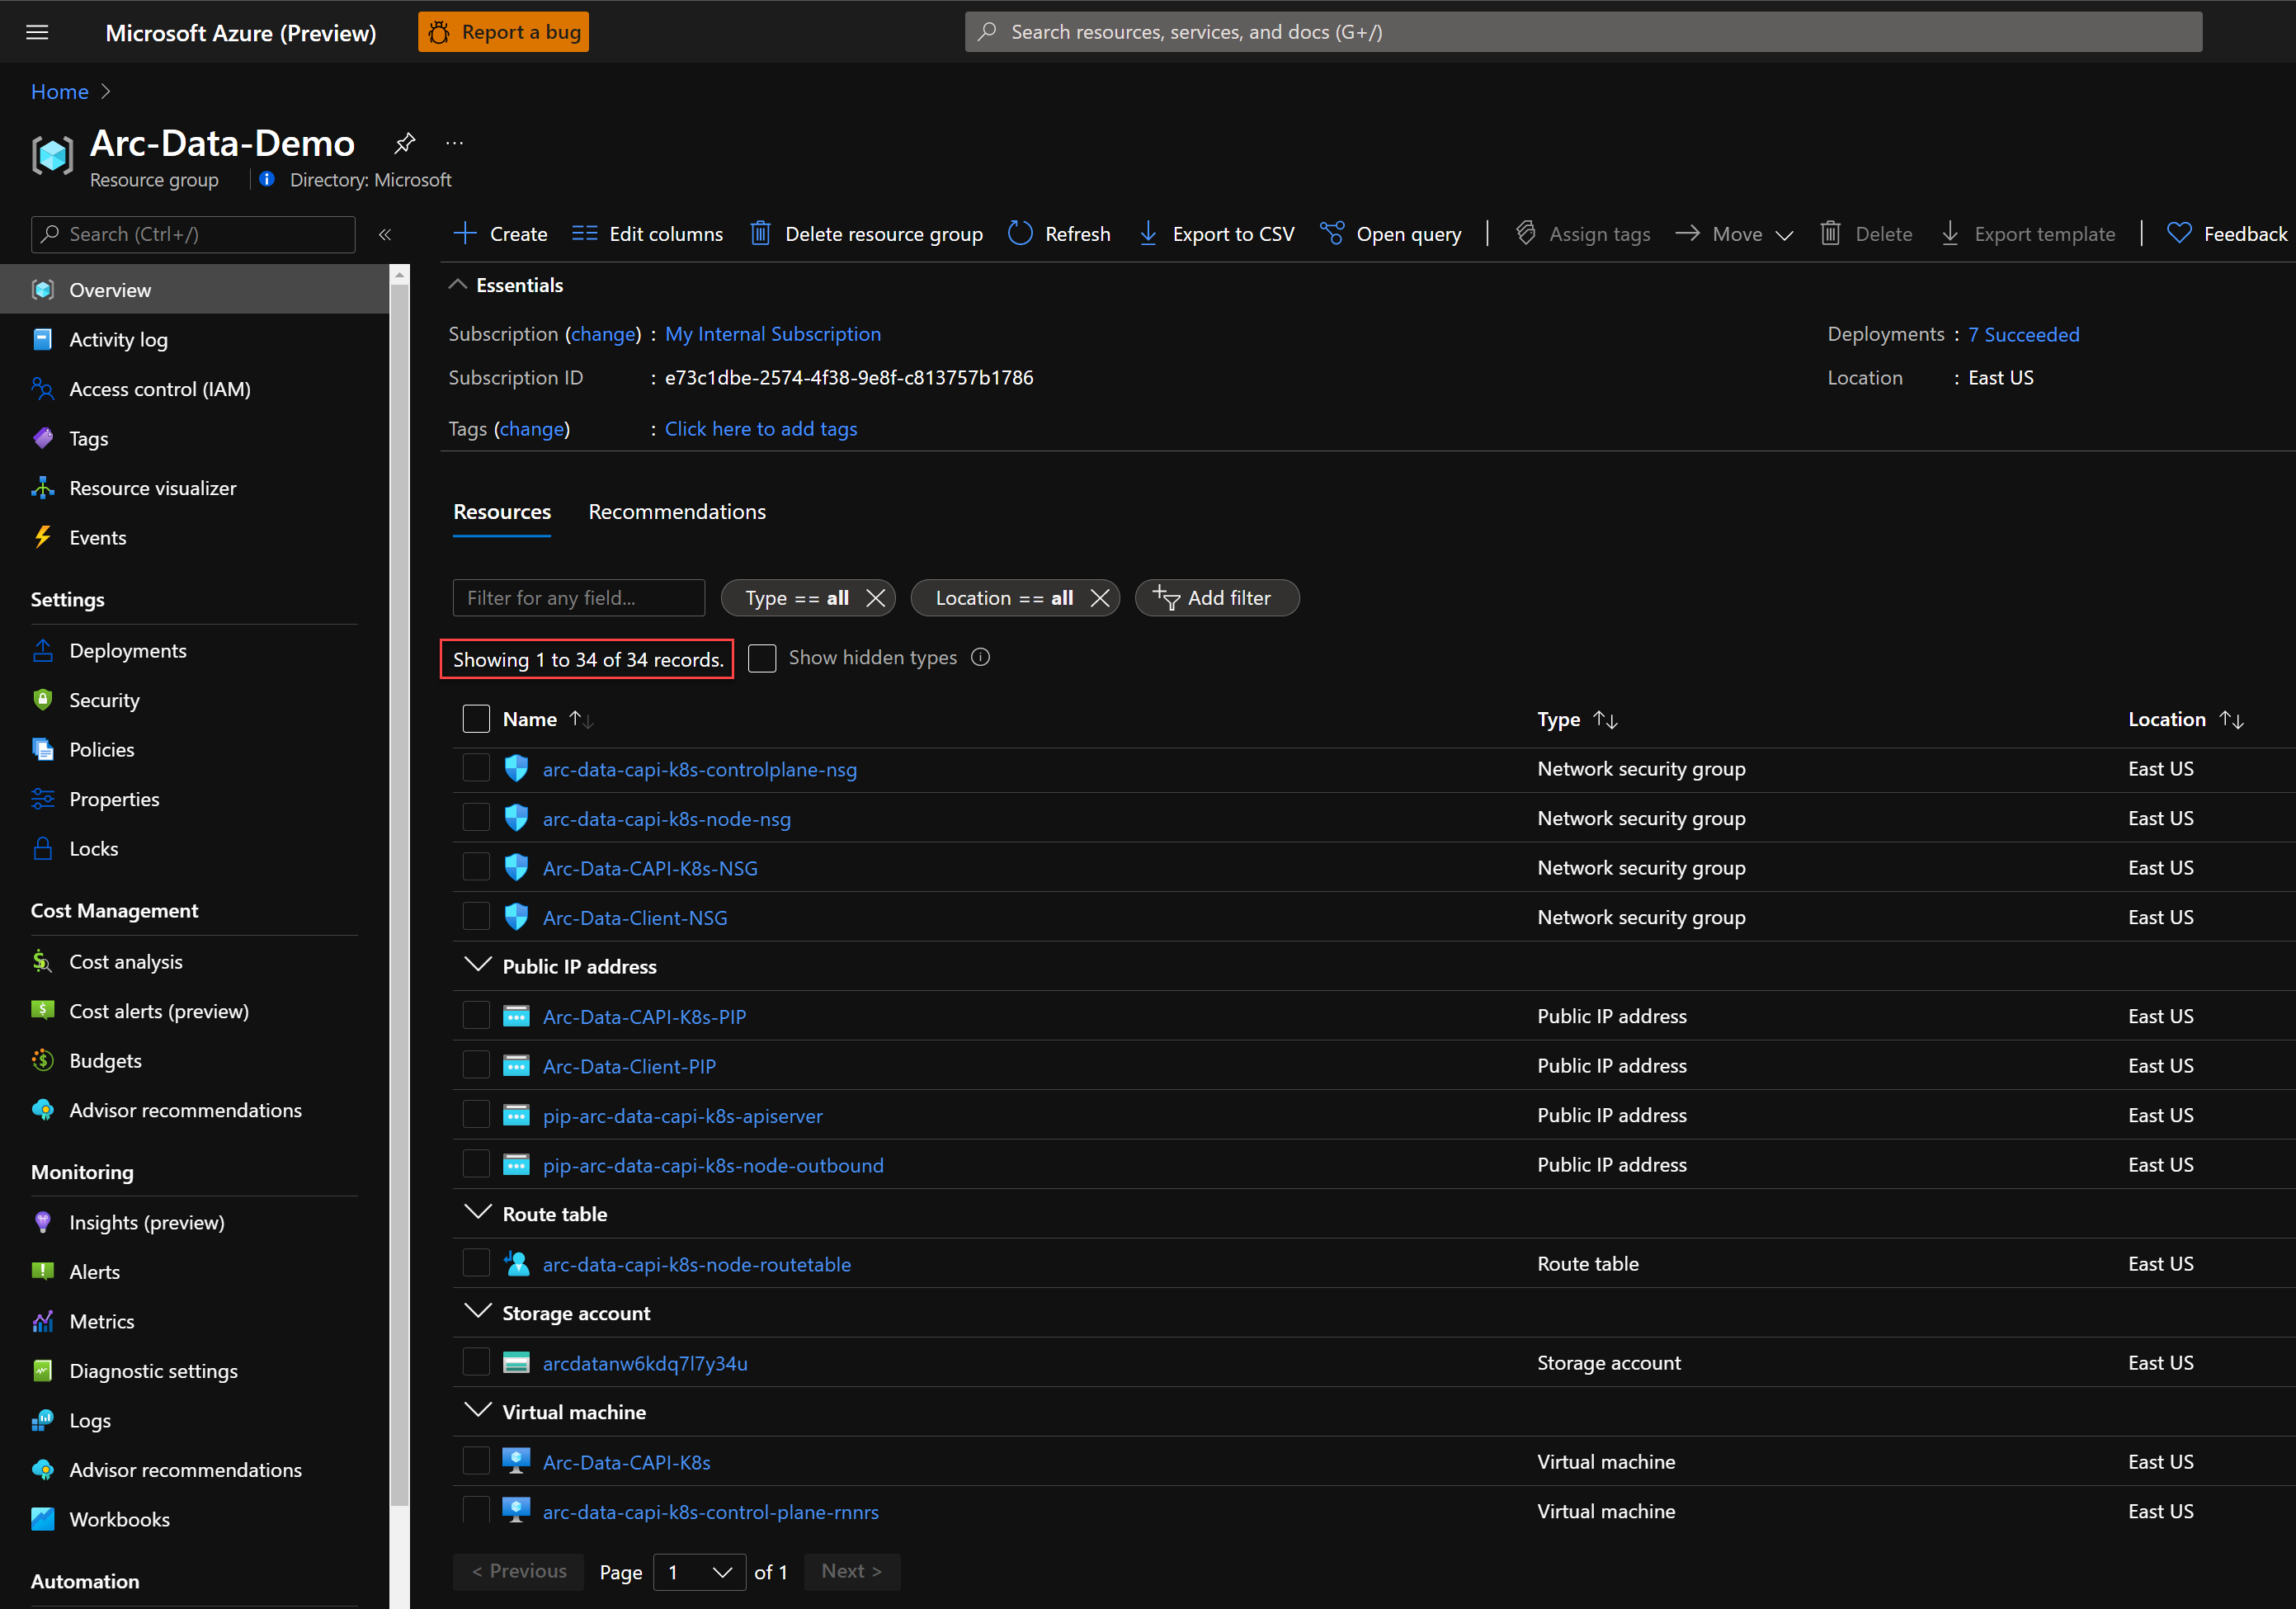 Microsoft Azure (Preview)
Report a bug
Search resources, services, and docs (G+/)
Home
Arc-Data-Demo
Resource group
Directory: Microsoft
Search (Ctrl+/)
Create
Edit columns
Delete resource group
Refresh
Export to CSV
Open query
Assign tags
Move
Delete
Export template
Feedback
Overview
Activity log
Access control (IAM)
Tags
Resource visualizer
Events
Settings
Deployments
Security
Policies
Properties
Locks
Cost Management
Cost analysis
Cost alerts (preview)
Budgets
Advisor recommendations
Monitoring
Insights (preview)
Alerts
Metrics
Diagnostic settings
Logs
Advisor recommendations
Workbooks
Automation
Essentials
Subscription (change) : My Internal Subscription
Subscription ID : e73c1dbe-2574-4f38-9e8f-c813757b1786
Tags (change) : Click here to add tags
Deployments : 7 Succeeded
Location : East US
Resources
Recommendations
Filter for any field...
Type == all
Location == all
Add filter
Showing 1 to 34 of 34 records.
Show hidden types
Name Type Location
arc-data-capi-k8s-controlplane-nsg Network security group East US
arc-data-capi-k8s-node-nsg Network security group East US
Arc-Data-CAPI-K8s-NSG Network security group East US
Arc-Data-Client-NSG Network security group East US
Public IP address
Arc-Data-CAPI-K8s-PIP Public IP address East US
Arc-Data-Client-PIP Public IP address East US
pip-arc-data-capi-k8s-apiserver Public IP address East US
pip-arc-data-capi-k8s-node-outbound Public IP address East US
Route table
arc-data-capi-k8s-node-routetable Route table East US
Storage account
arcdatanw6kdq7l7y34u Storage account East US
Virtual machine
Arc-Data-CAPI-K8s Virtual machine East US
arc-data-capi-k8s-control-plane-rnnrs Virtual machine East US
< Previous Page 1 of 1 Next >